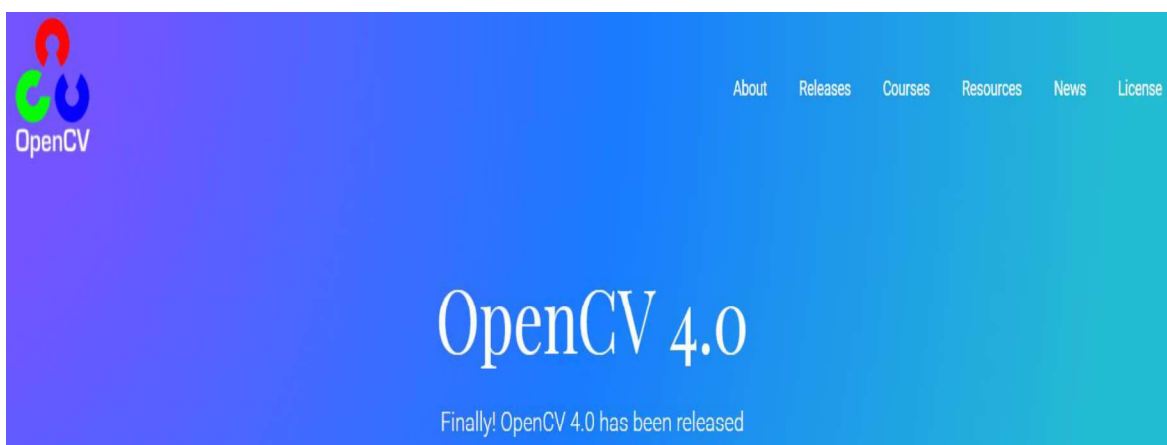 OpenCV
About Releases Courses Resources News License
OpenCV 4.0
Finally! OpenCV 4.0 has been released